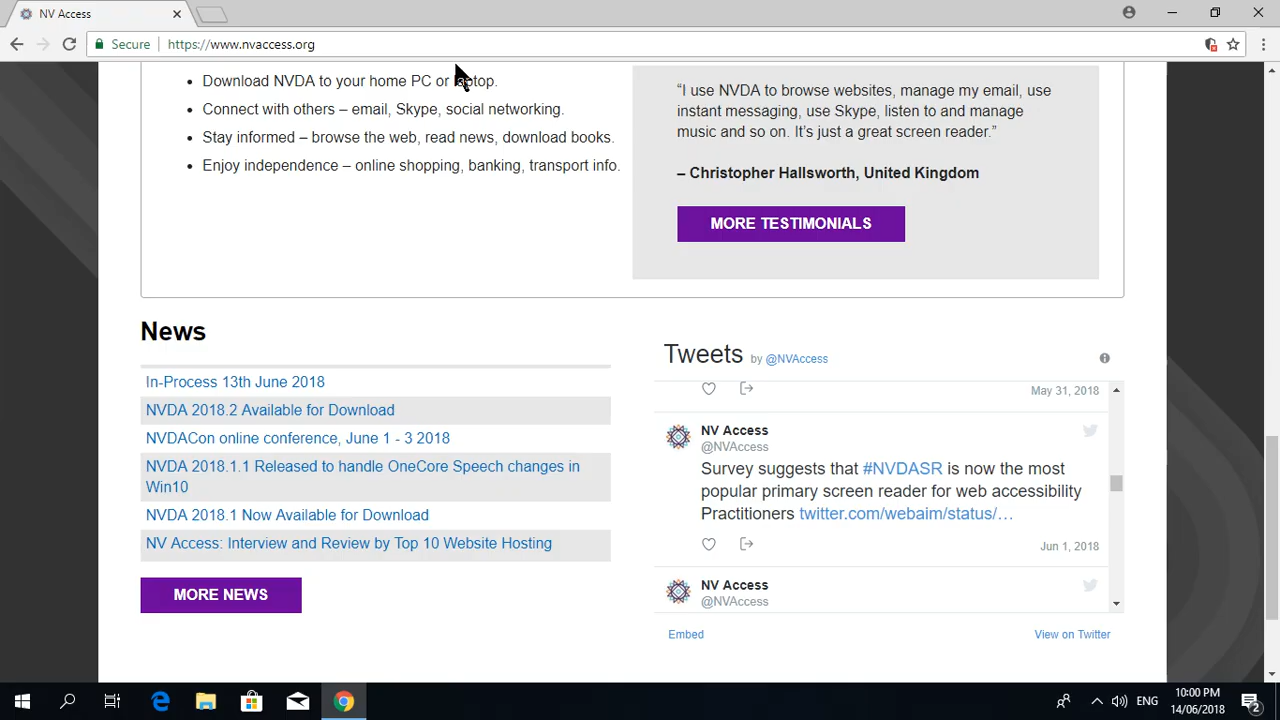 NV Access
Secure
https://www.nvaccess.org
Download NVDA to your home PC or laptop.
Connect with others – email, Skype, social networking.
Stay informed – browse the web, read news, download books.
Enjoy independence – online shopping, banking, transport info.
“I use NVDA to browse websites, manage my email, use
instant messaging, use Skype, listen to and manage
music and so on. It’s just a great screen reader.”
– Christopher Hallsworth, United Kingdom
MORE TESTIMONIALS
News
In-Process 13th June 2018
NVDA 2018.2 Available for Download
NVDACon online conference, June 1 - 3 2018
NVDA 2018.1.1 Released to handle OneCore Speech changes in
Win10
NVDA 2018.1 Now Available for Download
NV Access: Interview and Review by Top 10 Website Hosting
MORE NEWS
Tweets by @NVAccess
May 31, 2018
NV Access
@NVAccess
Survey suggests that #NVDASR is now the most
popular primary screen reader for web accessibility
Practitioners twitter.com/webaim/status/…
Jun 1, 2018
NV Access
@NVAccess
Embed
View on Twitter
ENG
10:00 PM
14/06/2018
2